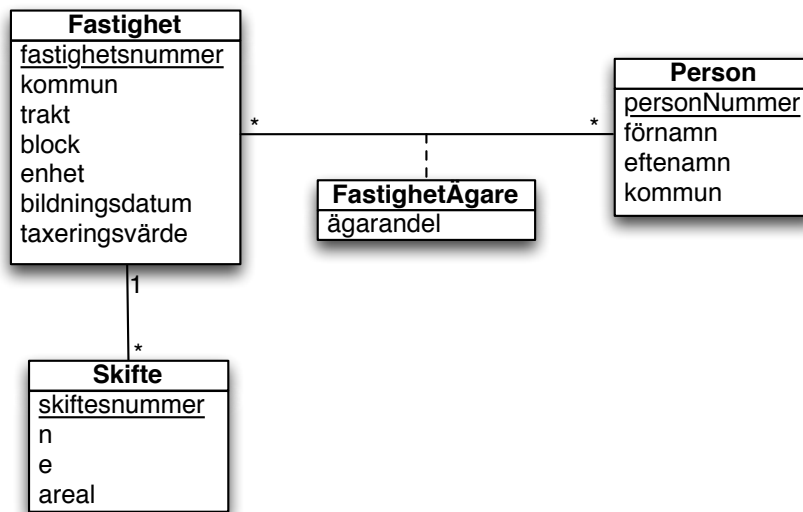 Fastighet
fastighetsnummer
kommun
trakt
block
enhet
bildningsdatum
taxeringsvärde
*
*
Person
personNummer
förnamn
eftenamn
kommun
FastighetÄgare
ägarandel
1
*
Skifte
skiftesnummer
n
e
areal